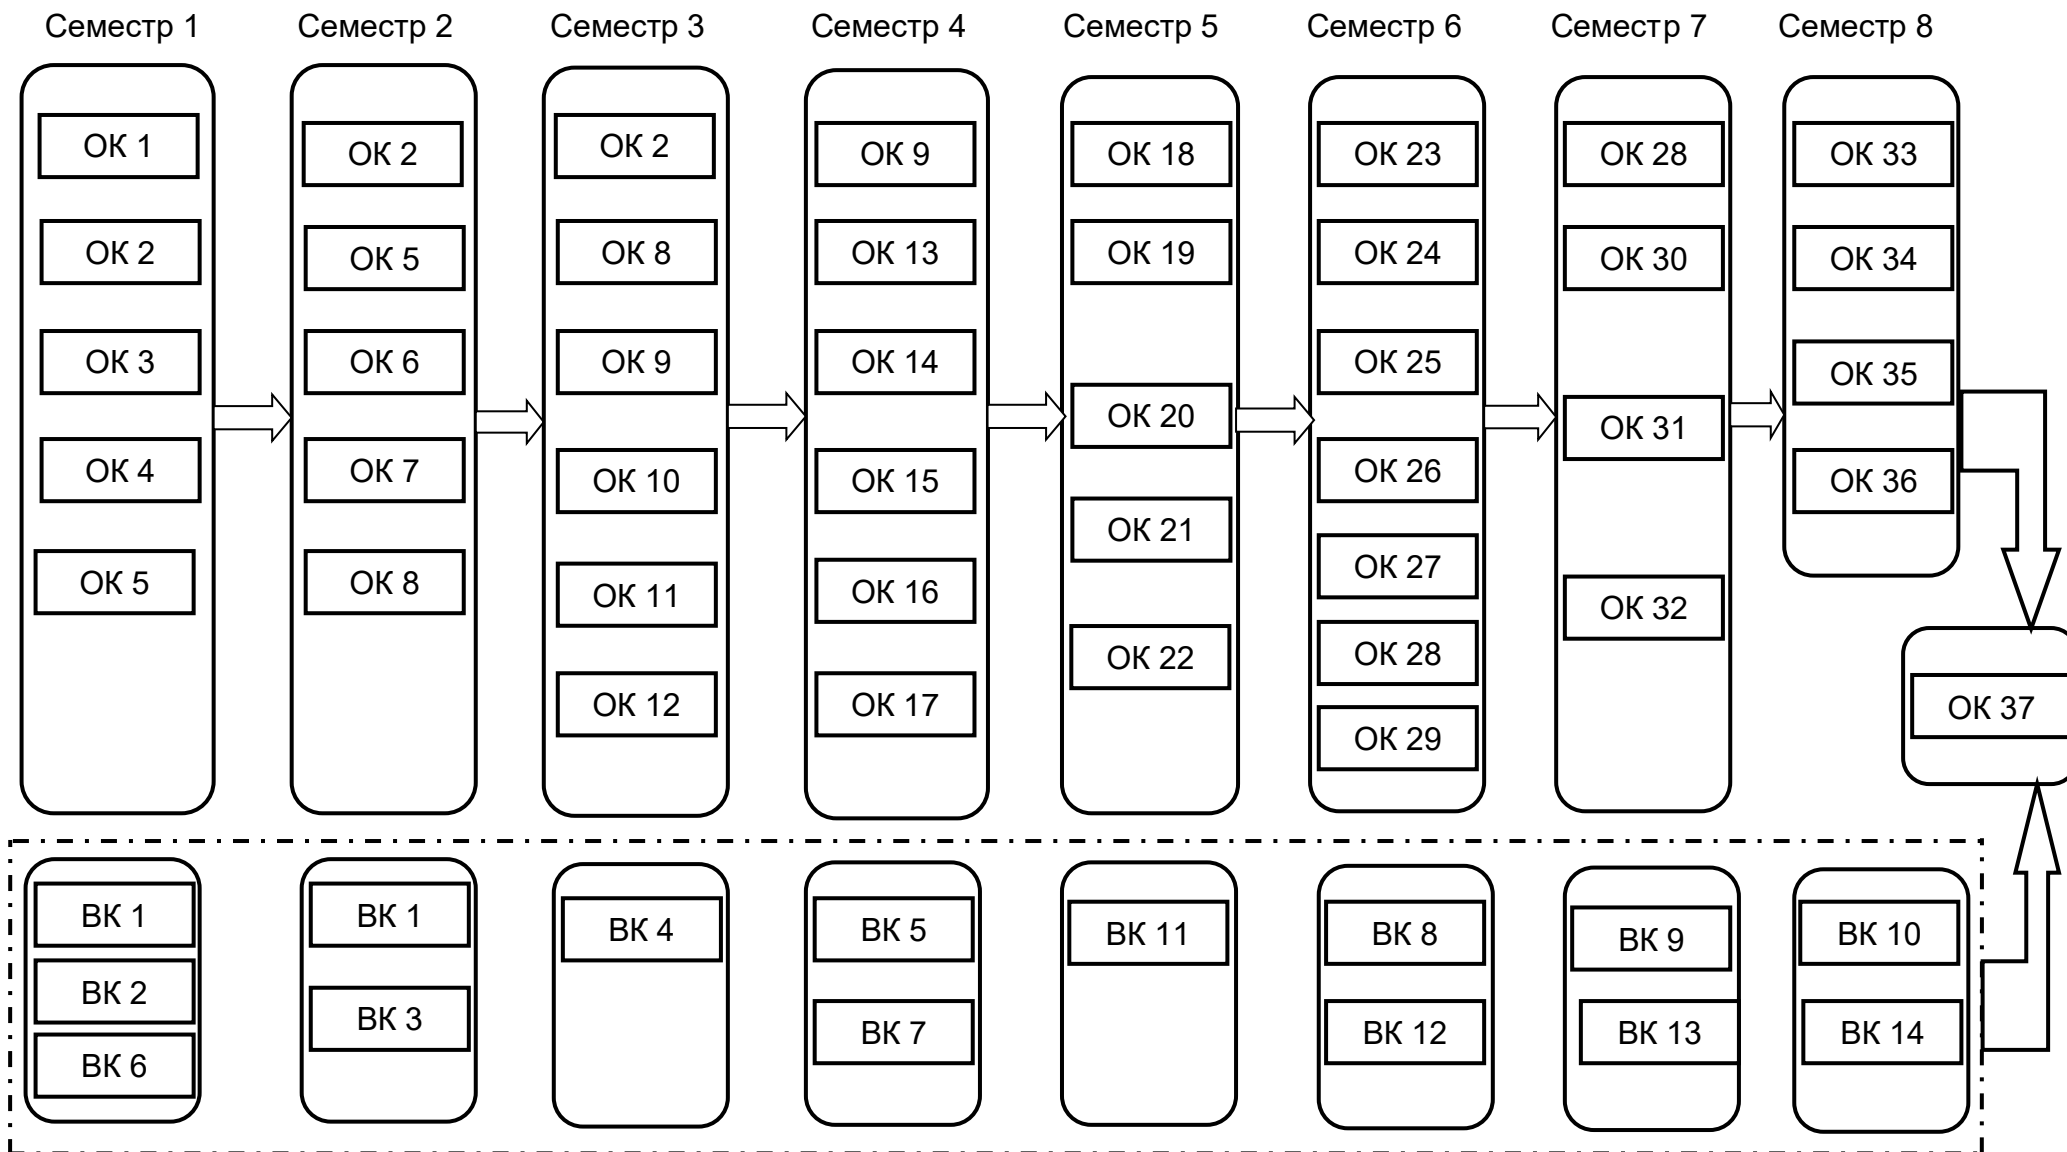 Семестр 1
Семестр 2
Семестр 3
Семестр 4
Семестр 5
Семестр 6
Семестр 7
Семестр 8
ОК 1
ОК 2
ОК 3
ОК 4
ОК 5
ОК 2
ОК 5
ОК 6
ОК 7
ОК 8
ОК 2
ОК 8
ОК 9
ОК 10
ОК 11
ОК 12
ОК 9
ОК 13
ОК 14
ОК 15
ОК 16
ОК 17
ОК 18
ОК 19
ОК 20
ОК 21
ОК 22
ОК 23
ОК 24
ОК 25
ОК 26
ОК 27
ОК 28
ОК 29
ОК 28
ОК 30
ОК 31
ОК 32
ОК 33
ОК 34
ОК 35
ОК 36
ОК 37
ВК 1
ВК 2
ВК 6
ВК 1
ВК 3
ВК 4
ВК 5
ВК 7
ВК 11
ВК 8
ВК 12
ВК 9
ВК 13
ВК 10
ВК 14